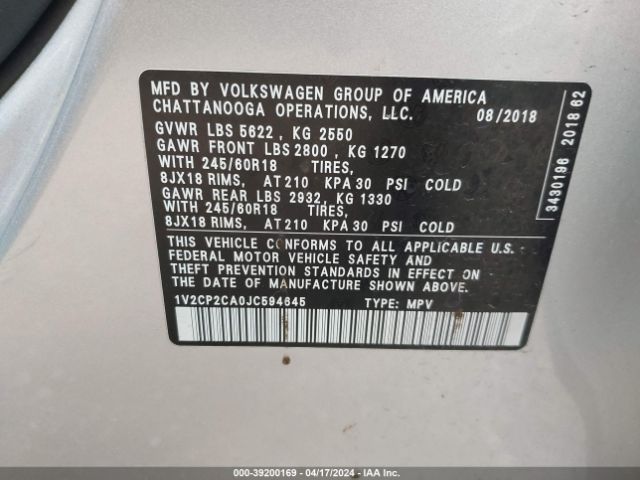 MFD BY VOLKSWAGEN GROUP OF AMERICA
CHATTANOOGA OPERATIONS, LLC. 08/2018
GVWR LBS 5622 , KG 2550
GAWR FRONT LBS 2800 , KG 1270
WITH 245/60R18 TIRES,
8JX18 RIMS, AT 210 KPA 30 PSI COLD
GAWR REAR LBS 2932, KG 1330
WITH 245/60R18 TIRES,
8JX18 RIMS, AT 210 KPA 30 PSI COLD
THIS VEHICLE CONFORMS TO ALL APPLICABLE U.S.
FEDERAL MOTOR VEHICLE SAFETY AND
THEFT PREVENTION STANDARDS IN EFFECT ON
THE DATE OF MANUFACTURE SHOWN ABOVE.
1V2CP2CA0JC594645 TYPE: MPV
3430196 2018 62
000-39200169 | 04/17/2024 | IAA Inc.